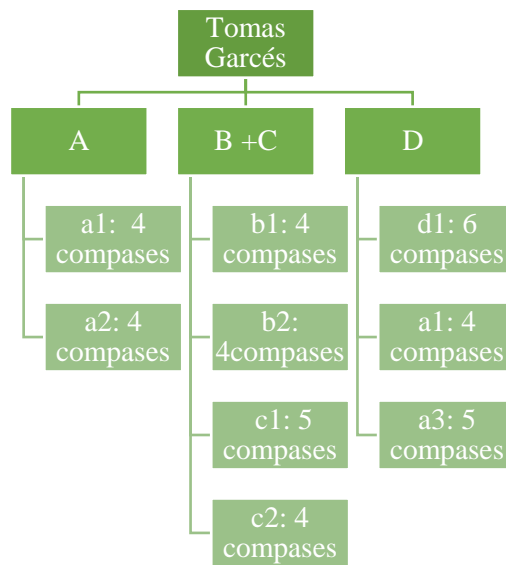 Tomas
Garcés
A
B +C
D
a1: 4
compases
a2: 4
compases
b1: 4
compases
b2:
4compases
c1: 5
compases
c2: 4
compases
d1: 6
compases
a1: 4
compases
a3: 5
compases